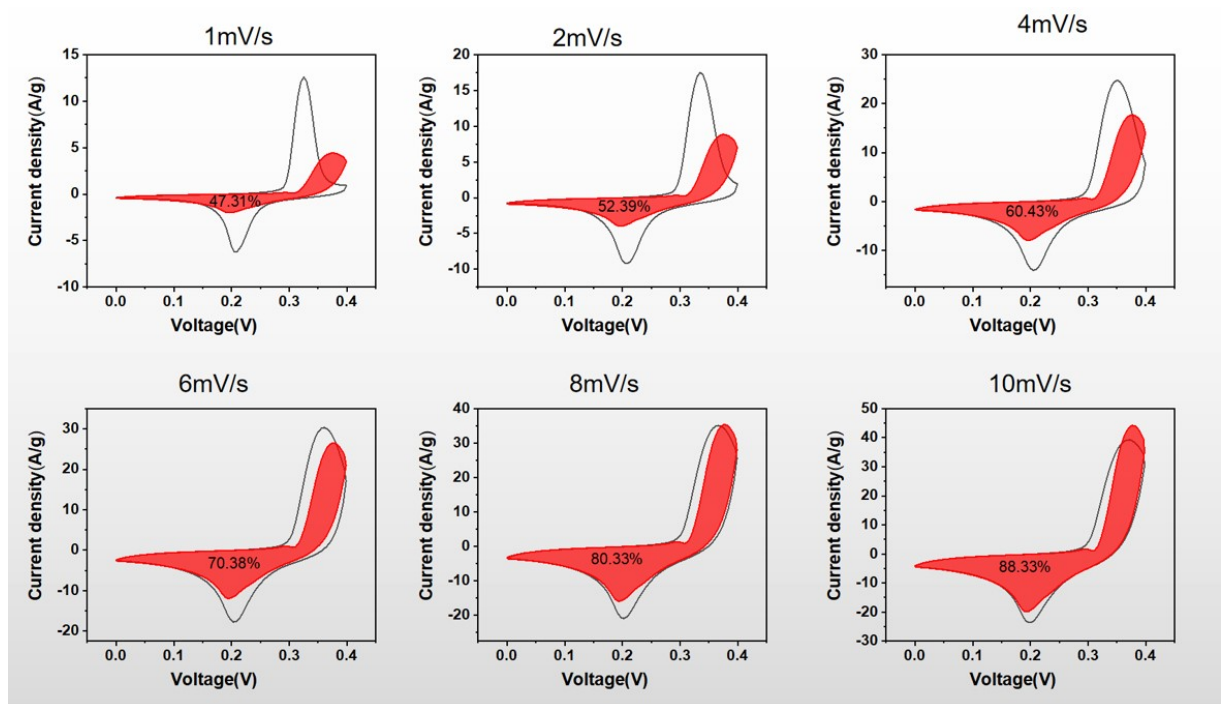 1mV/s
Current density(A/g)
15
10
5
0
-5
-10
47.31%
0.0 0.1 0.2 0.3 0.4
Voltage(V)
2mV/s
Current density(A/g)
20
15
10
5
0
-5
-10
52.39%
0.0 0.1 0.2 0.3 0.4
Voltage(V)
4mV/s
Current density(A/g)
30
20
10
0
-10
60.43%
0.0 0.1 0.2 0.3 0.4
Voltage(V)
6mV/s
Current density(A/g)
30
20
10
0
-10
-20
70.38%
0.0 0.1 0.2 0.3 0.4
Voltage(V)
8mV/s
Current density(A/g)
40
30
20
10
0
-10
-20
80.33%
0.0 0.1 0.2 0.3 0.4
Voltage(V)
10mV/s
Current density(A/g)
50
40
30
20
10
0
-10
-20
-30
88.33%
0.0 0.1 0.2 0.3 0.4
Voltage(V)